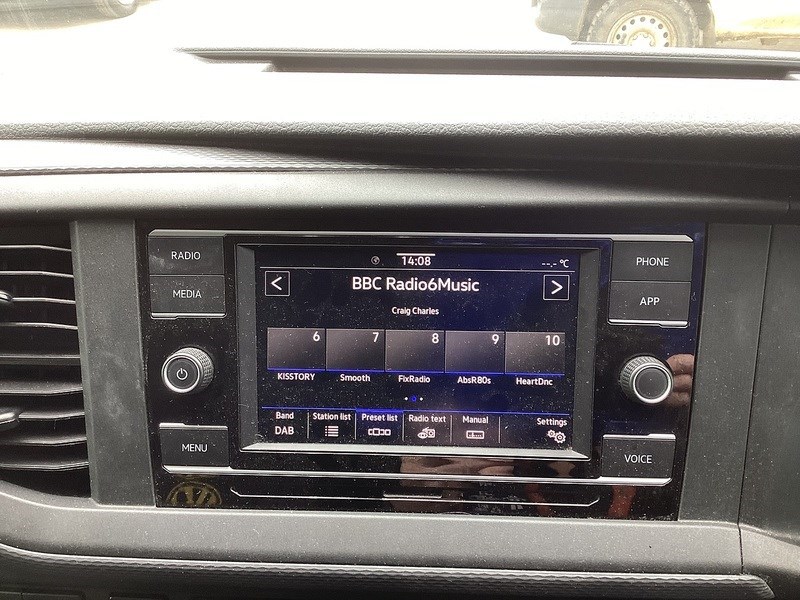 RADIO
MEDIA
MENU
14:08
--.- °C
< BBC Radio6Music >
Craig Charles
6 7 8 9 10
KISSTORY Smooth FixRadio AbsR80s HeartDnc
Band Station list Preset list Radio text Manual Settings
DAB
PHONE
APP
VOICE